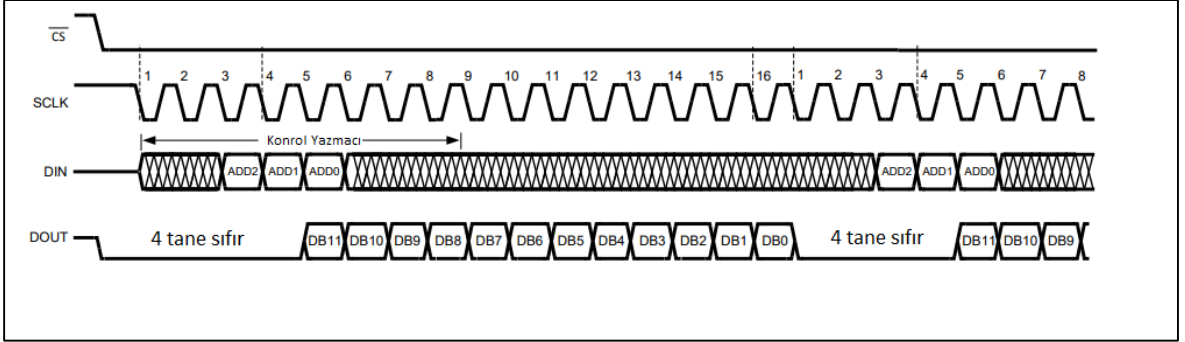 CS
1 2 3 4 5 6 7 8 9 10 11 12 13 14 15 16 1 2 3 4 5 6 7 8
SCLK
Konrol Yazmacı
DIN ADD2 ADD1 ADD0 ADD2 ADD1 ADD0
DOUT 4 tane sıfır DB11 DB10 DB9 DB8 DB7 DB6 DB5 DB4 DB3 DB2 DB1 DB0 4 tane sıfır DB11 DB10 DB9